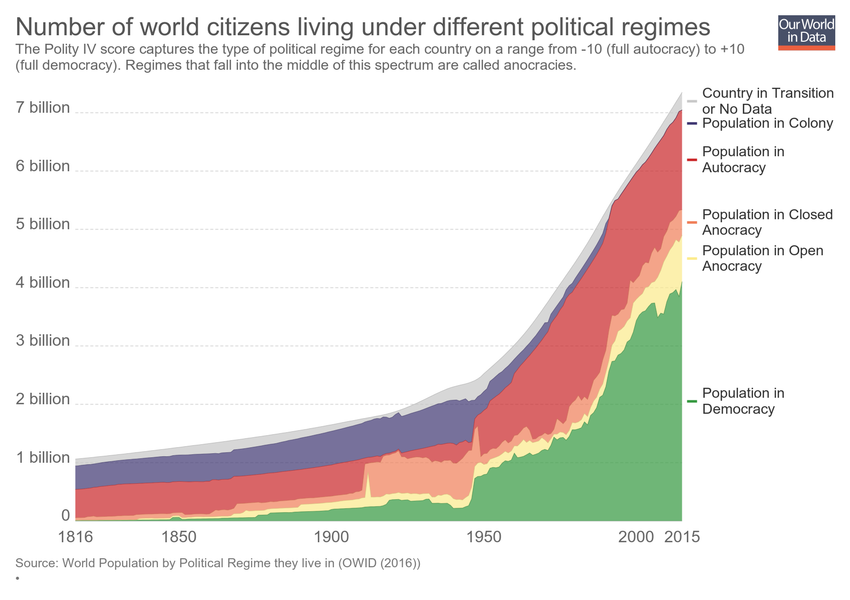 Number of world citizens living under different political regimes
Our World
in Data
The Polity IV score captures the type of political regime for each country on a range from -10 (full autocracy) to +10
(full democracy). Regimes that fall into the middle of this spectrum are called anocracies.
7 billion
6 billion
5 billion
4 billion
3 billion
2 billion
1 billion
0
1816
1850
1900
1950
2000
2015
Country in Transition
or No Data
Population in Colony
Population in
Autocracy
Population in Closed
Anocracy
Population in Open
Anocracy
Population in
Democracy
Source: World Population by Political Regime they live in (OWID (2016))
•